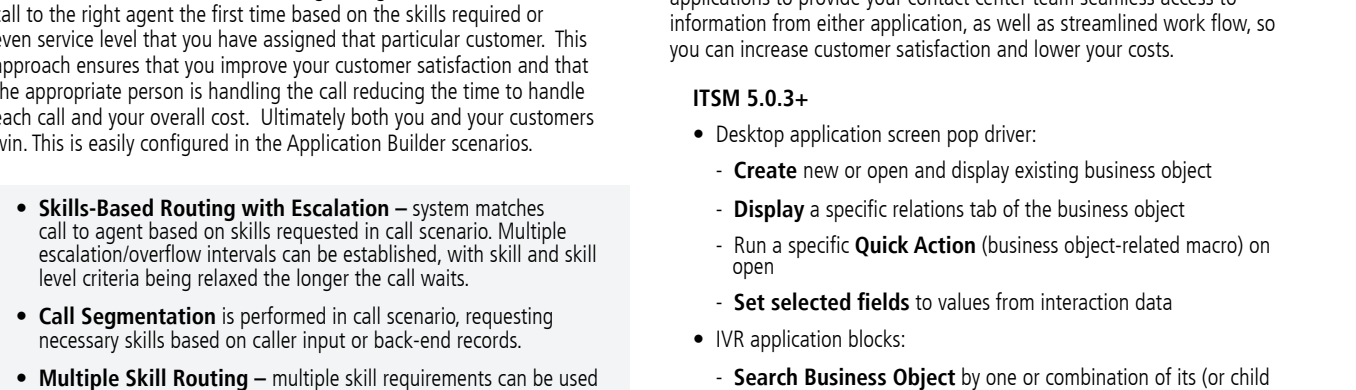 call to the right agent the first time based on the skills required or
even service level that you have assigned that particular customer. This
approach ensures that you improve your customer satisfaction and that
the appropriate person is handling the call reducing the time to handle
each call and your overall cost. Ultimately both you and your customers
win. This is easily configured in the Application Builder scenarios.
• Skills-Based Routing with Escalation – system matches
call to agent based on skills requested in call scenario. Multiple
escalation/overflow intervals can be established, with skill and skill
level criteria being relaxed the longer the call waits.
• Call Segmentation is performed in call scenario, requesting
necessary skills based on caller input or back-end records.
• Multiple Skill Routing – multiple skill requirements can be used
applications to provide your contact center team seamless access to
information from either application, as well as streamlined work flow, so
you can increase customer satisfaction and lower your costs.
ITSM 5.0.3+
• Desktop application screen pop driver:
- Create new or open and display existing business object
- Display a specific relations tab of the business object
- Run a specific Quick Action (business object-related macro) on
open
- Set selected fields to values from interaction data
• IVR application blocks:
- Search Business Object by one or combination of its (or child